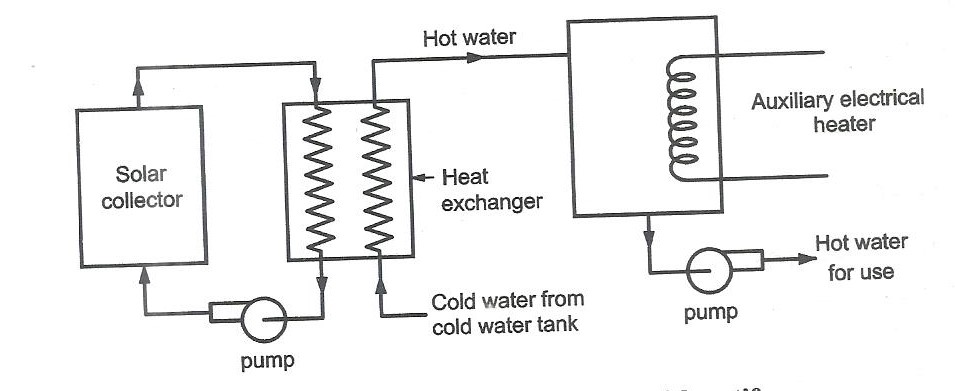 Hot water
Solar
collector
Heat
exchanger
Auxiliary electrical
heater
Cold water from
cold water tank
pump
Hot water
for use
pump